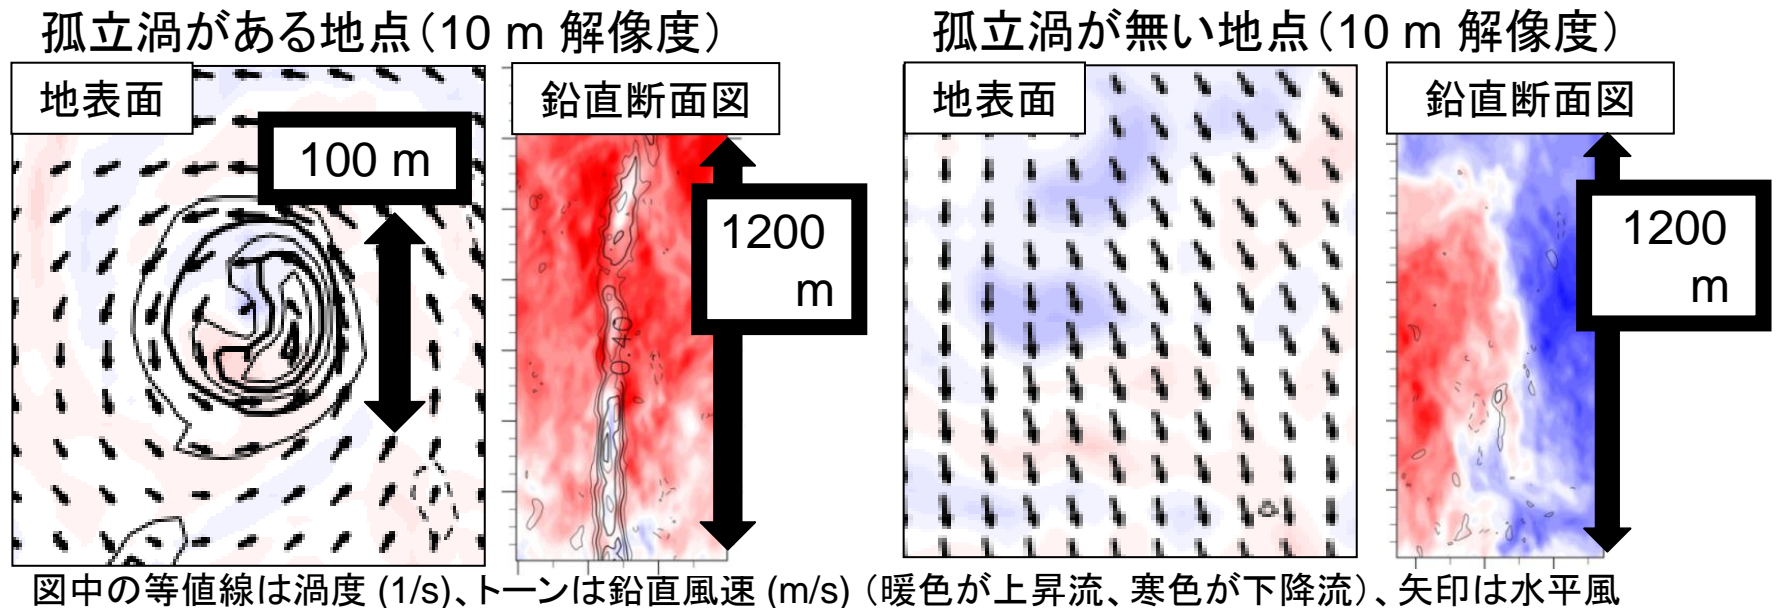 孤立渦がある地点（10 m 解像度）
孤立渦が無い地点（10 m 解像度）
地表面
鉛直断面図
地表面
鉛直断面図
100 m
1200
m
1200
m
0.40
図中の等値線は渦度 (1/s)、トーンは鉛直風速 (m/s)（暖色が上昇流、寒色が下降流）、矢印は水平風